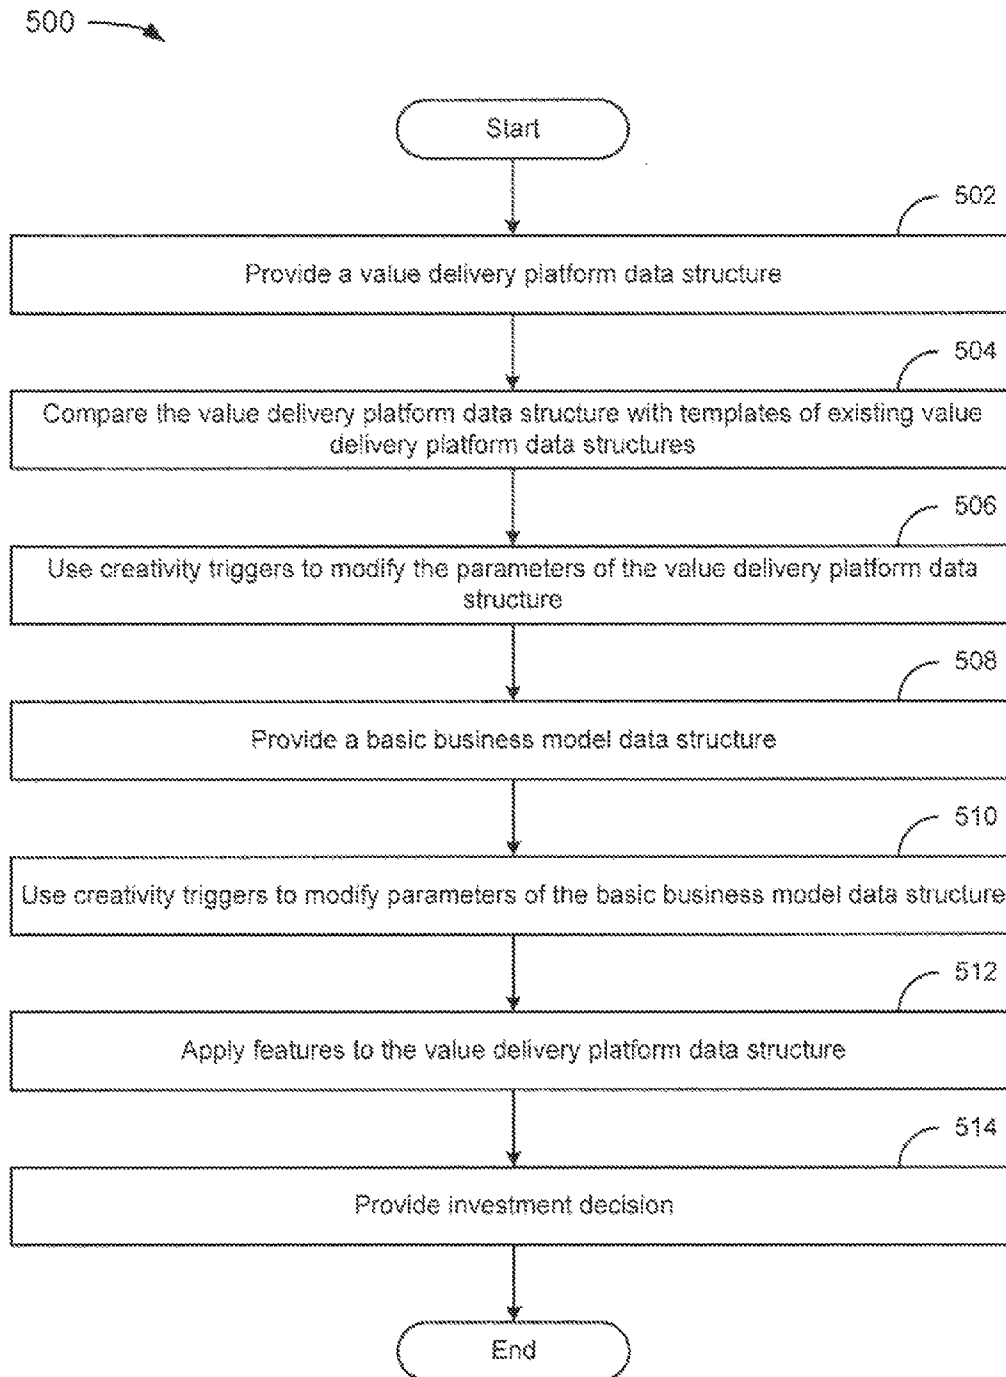 500
Start
502
Provide a value delivery platform data structure
504
Compare the value delivery platform data structure with templates of existing value
delivery platform data structures
506
Use creativity triggers to modify the parameters of the value delivery platform data
structure
508
Provide a basic business model data structure
510
Use creativity triggers to modify parameters of the basic business model data structure
512
Apply features to the value delivery platform data structure
514
Provide investment decision
End